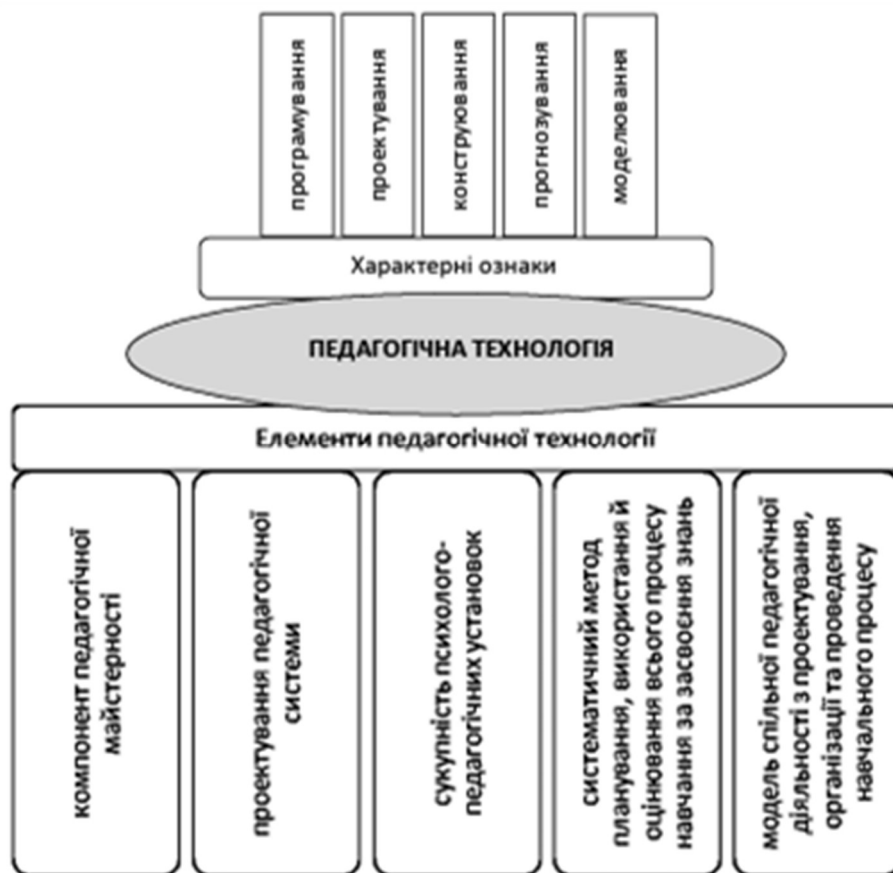 програмування
проектування
конструювання
прогнозування
моделювання
Характерні ознаки
ПЕДАГОГІЧНА ТЕХНОЛОГІЯ
Елементи педагогічної технології
компонент педагогічної
майстерності
проектування педагогічної
системи
сукупність психолого-
педагогічних установок
систематичний метод
планування, використання й
оцінювання всього процесу
навчання за засвоєння знань
модель спільної педагогічної
діяльності з проектування,
організації та проведення
навчального процесу